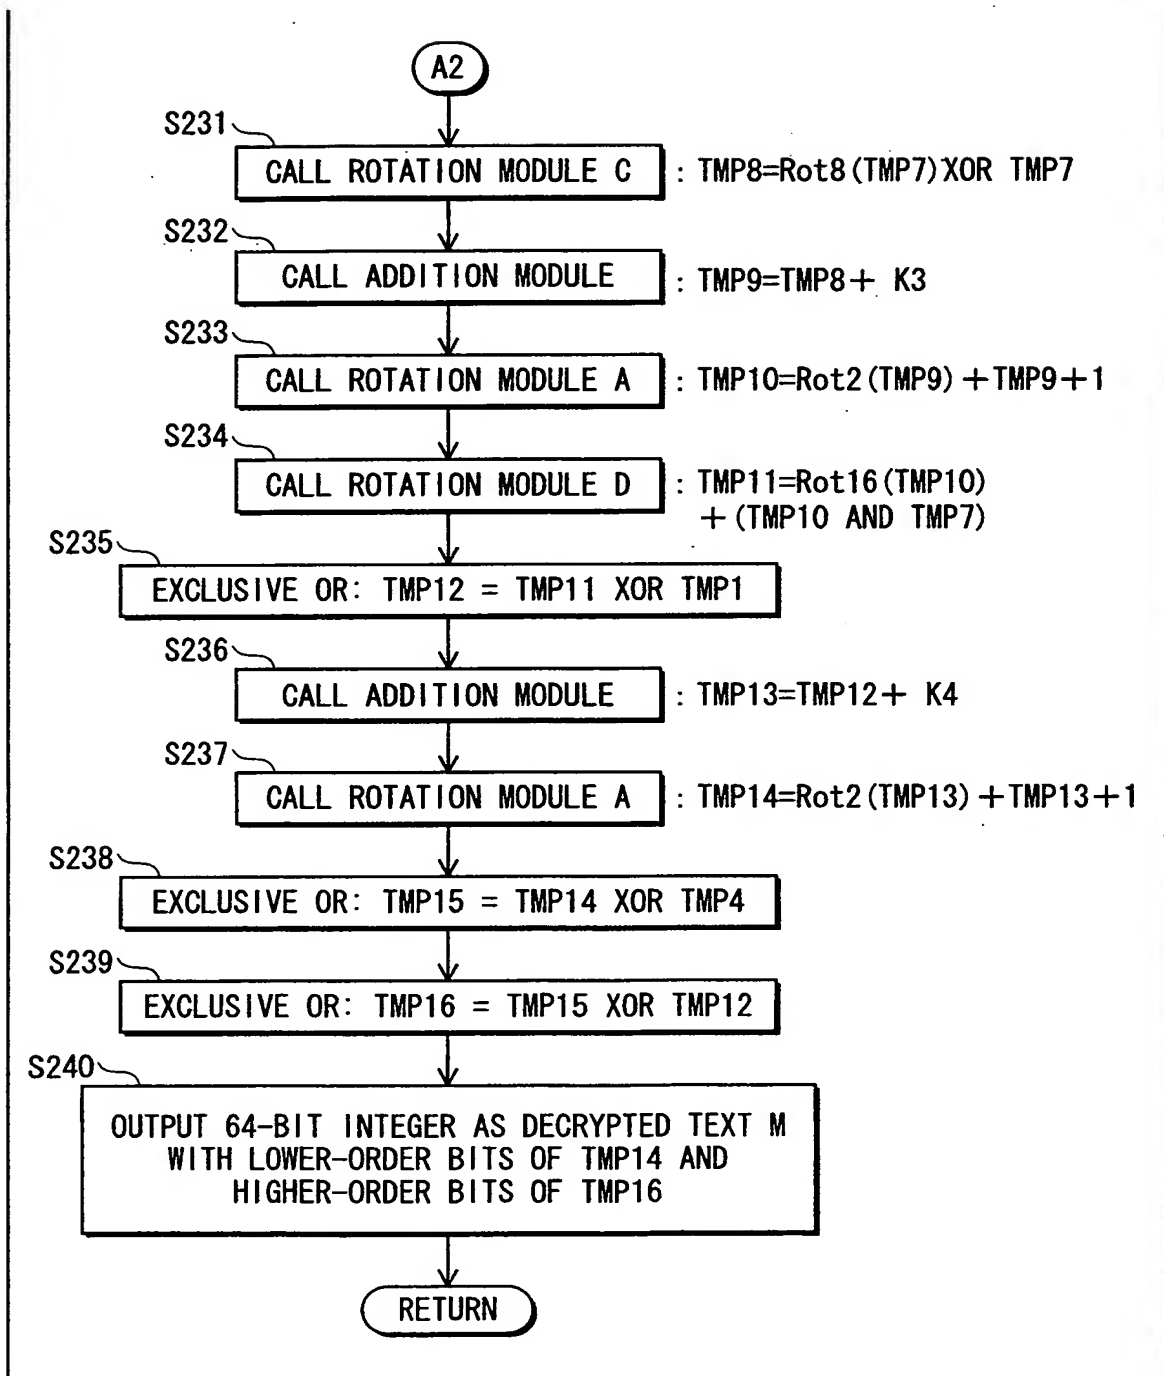 A2
S231
CALL ROTATION MODULE C : TMP8=Rot8(TMP7)XOR TMP7
S232
CALL ADDITION MODULE : TMP9=TMP8+ K3
S233
CALL ROTATION MODULE A : TMP10=Rot2(TMP9)+TMP9+1
S234
CALL ROTATION MODULE D : TMP11=Rot16(TMP10)
+(TMP10 AND TMP7)
S235
EXCLUSIVE OR: TMP12 = TMP11 XOR TMP1
S236
CALL ADDITION MODULE : TMP13=TMP12+ K4
S237
CALL ROTATION MODULE A : TMP14=Rot2(TMP13)+TMP13+1
S238
EXCLUSIVE OR: TMP15 = TMP14 XOR TMP4
S239
EXCLUSIVE OR: TMP16 = TMP15 XOR TMP12
S240
OUTPUT 64-BIT INTEGER AS DECRYPTED TEXT M
WITH LOWER-ORDER BITS OF TMP14 AND
HIGHER-ORDER BITS OF TMP16
RETURN